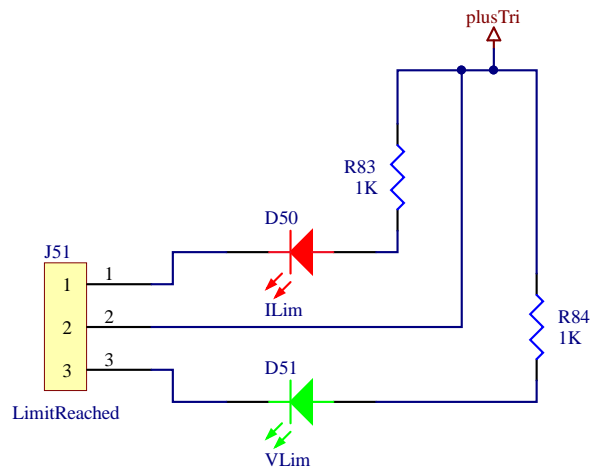 plusTri
R83
1K
D50
J51
1 1
ILim
2 2
R84
1K
3 3
D51
LimitReached
VLim